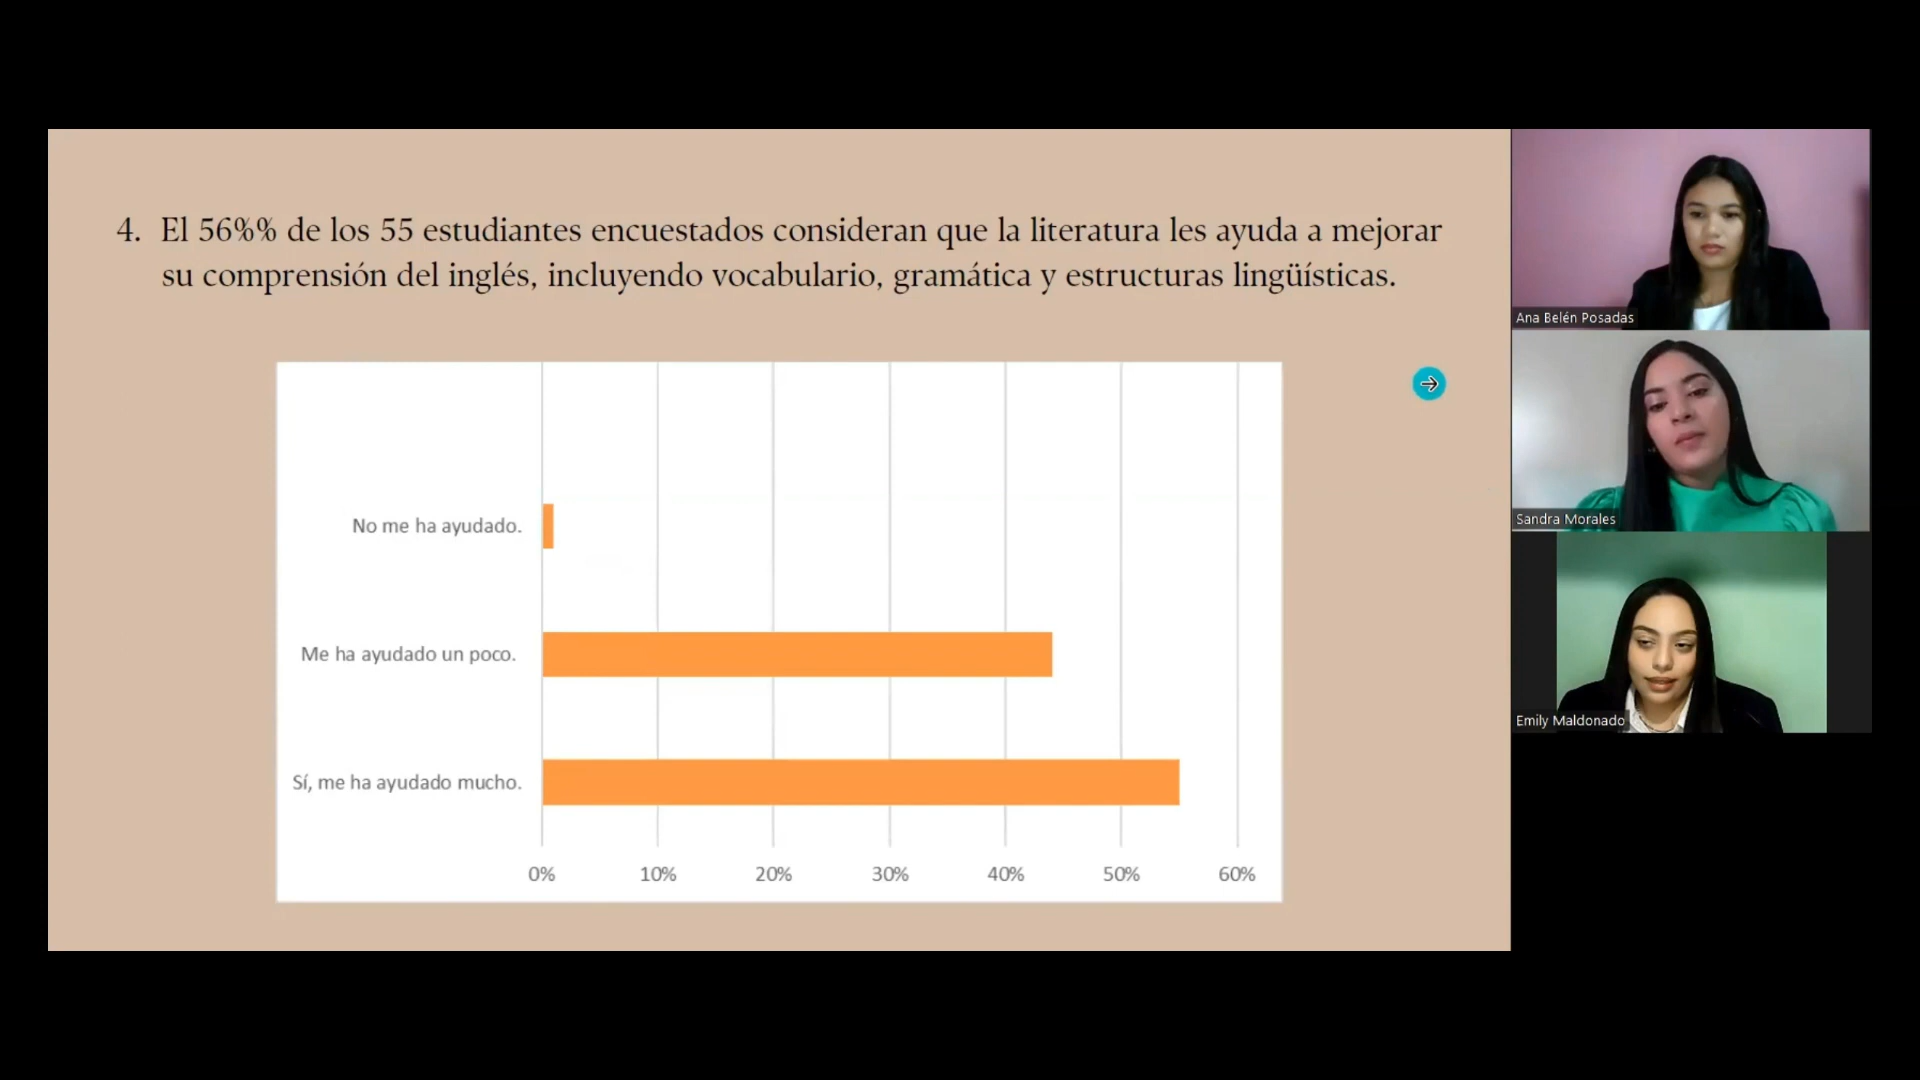 4. El 56%% de los 55 estudiantes encuestados consideran que la literatura les ayuda a mejorar
su comprensión del inglés, incluyendo vocabulario, gramática y estructuras lingüísticas.
No me ha ayudado.
Me ha ayudado un poco.
Sí, me ha ayudado mucho.
0% 10% 20% 30% 40% 50% 60%
Ana Belén Posadas
Sandra Morales
Emily Maldonado